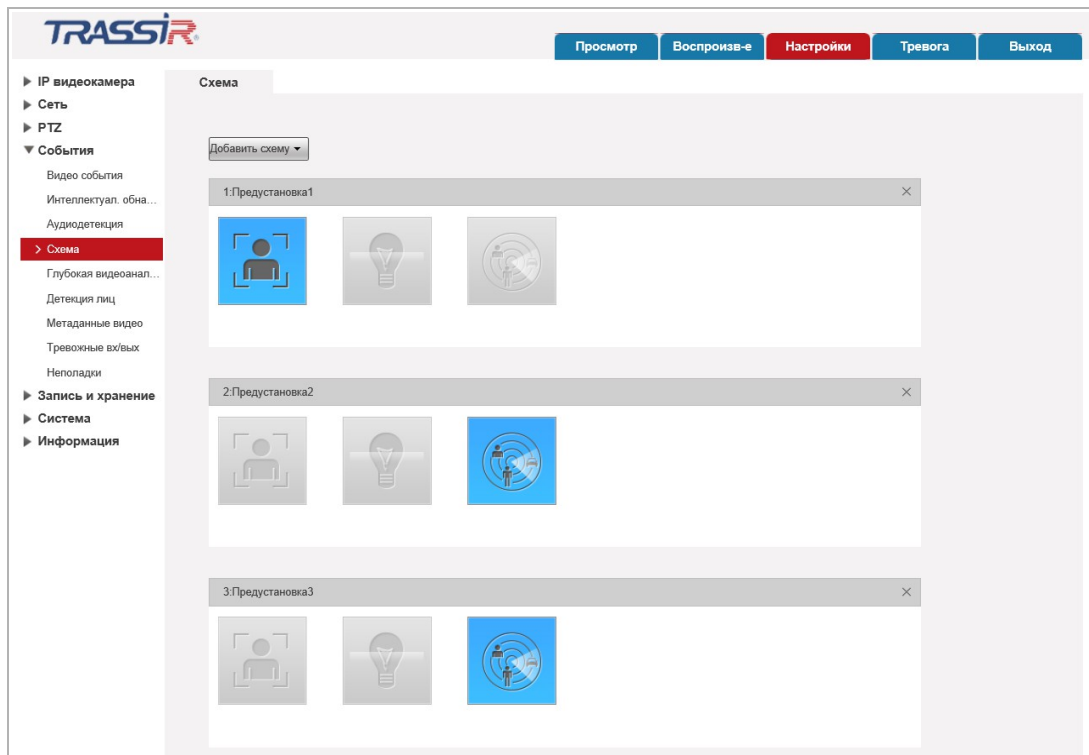 TRASSIR
Просмотр
Воспроизв-е
Настройки
Тревога
Выход
IP видеокамера
Сеть
PTZ
События
Видео события
Интеллектуал. обна...
Аудиодетекция
Схема
Глубокая видеоанал...
Детекция лиц
Метаданные видео
Тревожные вх/вых
Неполадки
Запись и хранение
Система
Информация
Схема
Добавить схему
1:Предустановка1
2:Предустановка2
3:Предустановка3